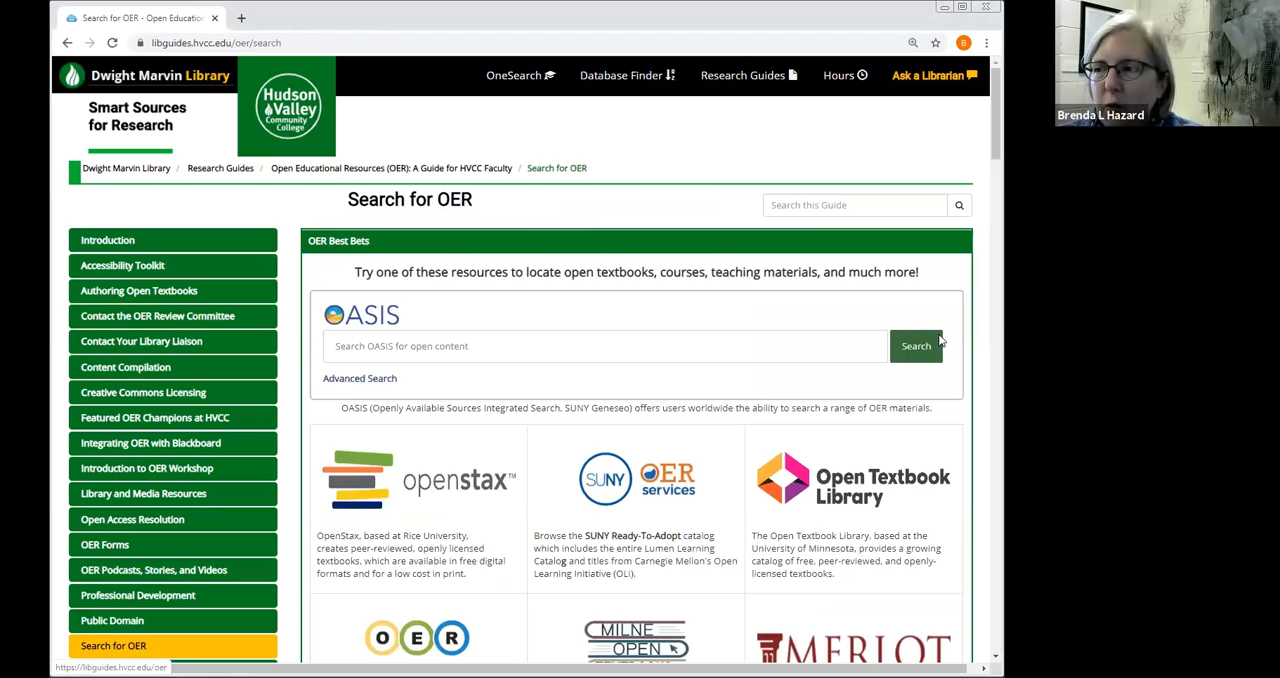 Search for OER - Open Educatio
libguides.hvcc.edu/oer/search
B
Dwight Marvin Library
OneSearch
Database Finder
Research Guides
Hours
Ask a Librarian
Smart Sources
for Research
Hudson
Valley
Community
College
Dwight Marvin Library / Research Guides / Open Educational Resources (OER): A Guide for HVCC Faculty / Search for OER
Search for OER
Search this Guide
Introduction
Accessibility Toolkit
Authoring Open Textbooks
Contact the OER Review Committee
Contact Your Library Liaison
Content Compilation
Creative Commons Licensing
Featured OER Champions at HVCC
Integrating OER with Blackboard
Introduction to OER Workshop
Library and Media Resources
Open Access Resolution
OER Forms
OER Podcasts, Stories, and Videos
Professional Development
Public Domain
Search for OER
https://libguides.hvcc.edu/oer
OER Best Bets
Try one of these resources to locate open textbooks, courses, teaching materials, and much more!
OASIS
Search OASIS for open content
Search
Advanced Search
OASIS (Openly Available Sources Integrated Search, SUNY Geneseo) offers users worldwide the ability to search a range of OER materials.
openstax™
OpenStax, based at Rice University,
creates peer-reviewed, openly licensed
textbooks, which are available in free digital
formats and for a low cost in print.
SUNY OER
services
Browse the SUNY Ready-To-Adopt catalog
which includes the entire Lumen Learning
Catalog and titles from Carnegie Mellon's Open
Learning Initiative (OLI).
Open Textbook
Library
The Open Textbook Library, based at the
University of Minnesota, provides a growing
catalog of free, peer-reviewed, and openly-
licensed textbooks.
OER
MILNE
OPEN
MERLOT
Brenda L Hazard